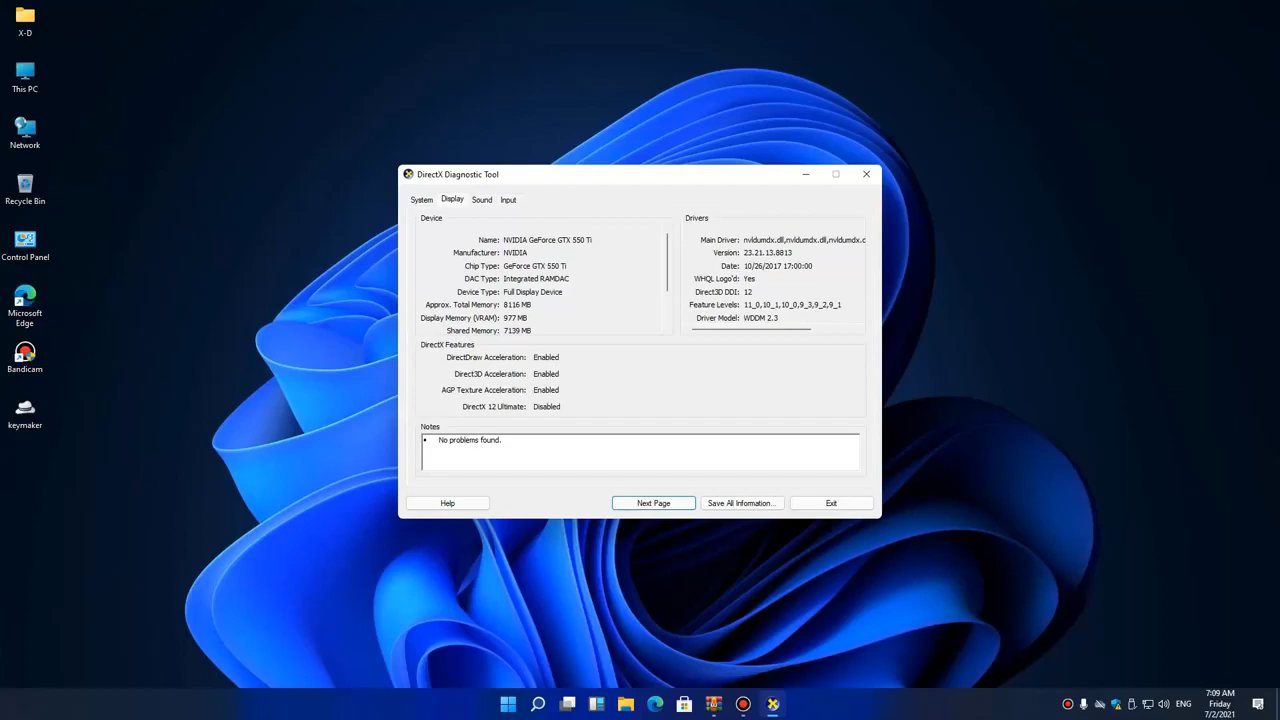 X-D
This PC
Network
Recycle Bin
Control Panel
Microsoft
Edge
Bandicam
keymaker
DirectX Diagnostic Tool
System Display Sound Input
Device
Name: NVIDIA GeForce GTX 550 Ti
Manufacturer: NVIDIA
Chip Type: GeForce GTX 550 Ti
DAC Type: Integrated RAMDAC
Device Type: Full Display Device
Approx. Total Memory: 8116 MB
Display Memory (VRAM): 977 MB
Shared Memory: 7139 MB
Drivers
Main Driver: nvldumdx.dll,nvldumdx.dll,nvldumdx.c
Version: 23.21.13.8813
Date: 10/26/2017 17:00:00
WHQL Logo'd: Yes
Direct3D DDI: 12
Feature Levels: 11_0,10_1,10_0,9_3,9_2,9_1
Driver Model: WDDM 2.3
DirectX Features
DirectDraw Acceleration: Enabled
Direct3D Acceleration: Enabled
AGP Texture Acceleration: Enabled
DirectX 12 Ultimate: Disabled
Notes
• No problems found.
Help Next Page Save All Information... Exit
ENG
7:09 AM
Friday
7/2/2021